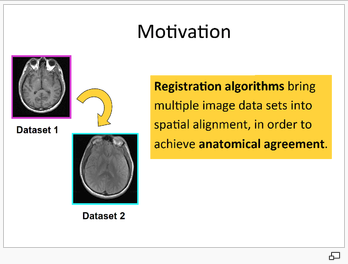 Motivation
Dataset 1
Registration algorithms bring
multiple image data sets into
spatial alignment, in order to
achieve anatomical agreement.
Dataset 2